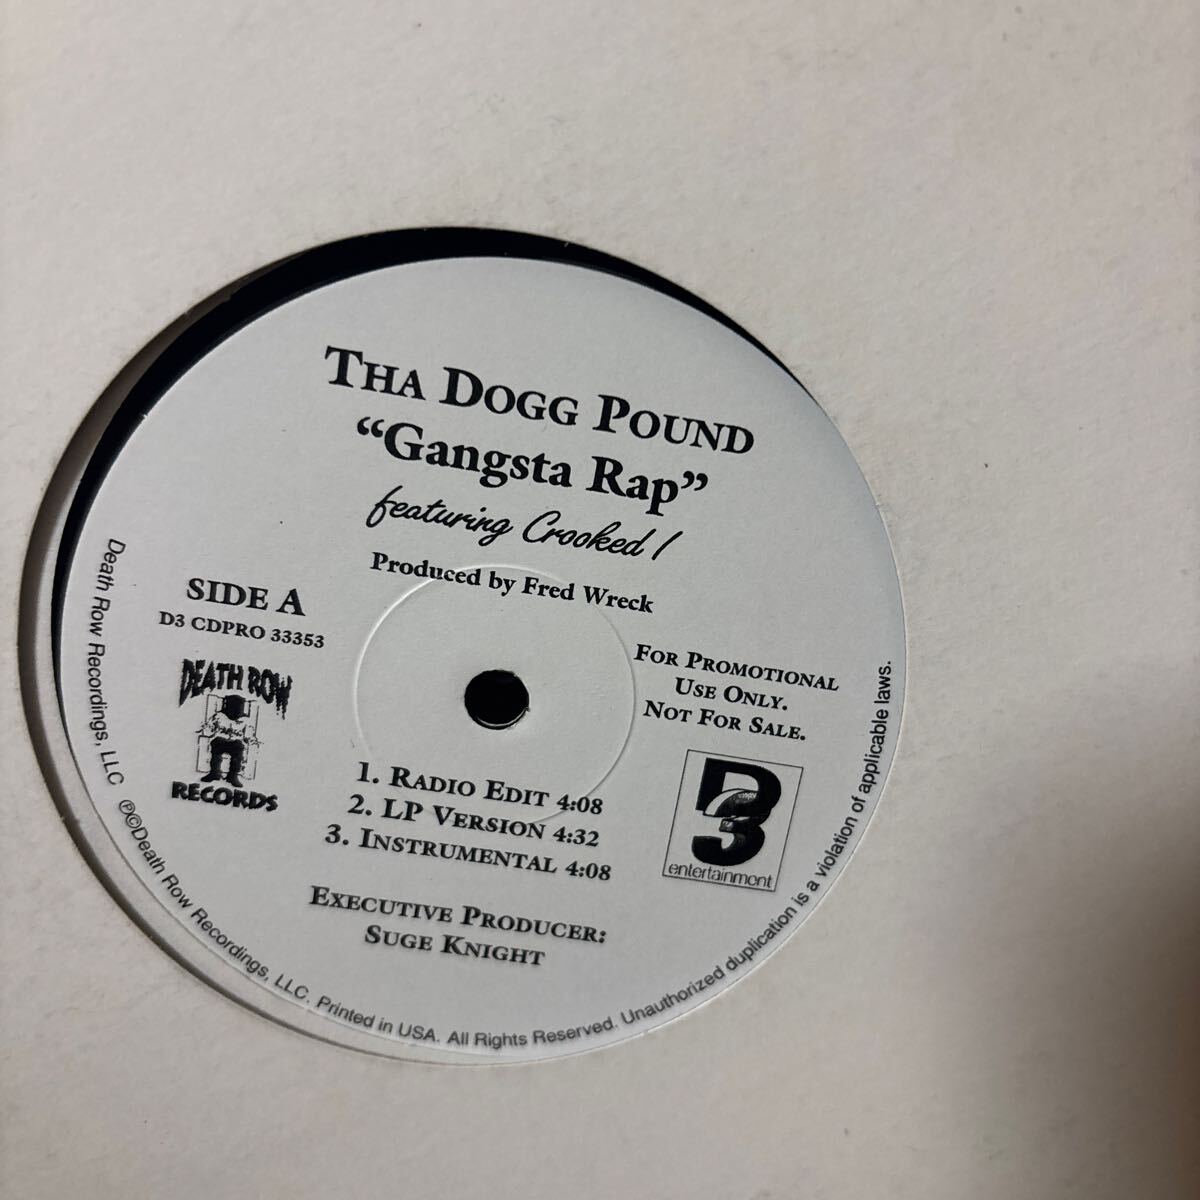 THA DOGG POUND
“Gangsta Rap”
featuring Crooked I
Produced by Fred Wreck
SIDE A
D3 CDPRO 33353
DEATH ROW
RECORDS
FOR PROMOTIONAL
USE ONLY.
NOT FOR SALE.
D3
entertainment
1. RADIO EDIT 4:08
2. LP VERSION 4:32
3. INSTRUMENTAL 4:08
EXECUTIVE PRODUCER:
SUGE KNIGHT
Death Row Recordings, LLC ℗©Death Row Recordings, LLC. Printed in USA. All Rights Reserved. Unauthorized duplication is a violation of applicable laws.